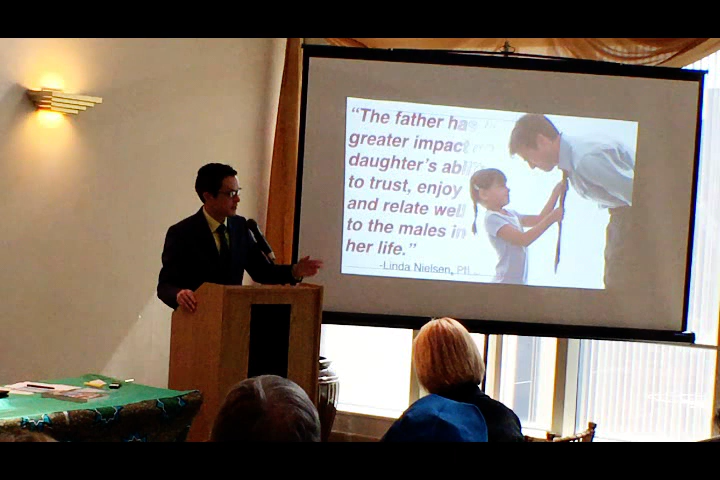 “The father has
greater impact
daughter’s
to trust, enjoy
and relate well
to the males in
her life.”
-Linda Nielsen,